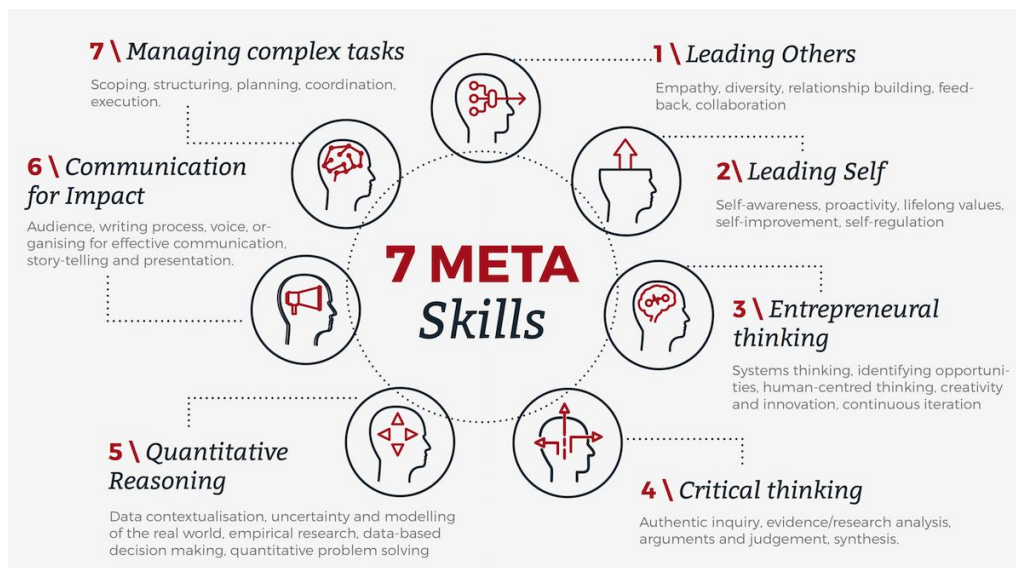 7 META
Skills
1 \ Leading Others
Empathy, diversity, relationship building, feed-
back, collaboration
2\ Leading Self
Self-awareness, proactivity, lifelong values,
self-improvement, self-regulation
3 \ Entrepreneural
thinking
Systems thinking, identifying opportuni-
ties, human-centred thinking, creativity
and innovation, continuous iteration
4 \ Critical thinking
Authentic inquiry, evidence/research analysis,
arguments and judgement, synthesis.
5 \ Quantitative
Reasoning
Data contextualisation, uncertainty and modelling
of the real world, empirical research, data-based
decision making, quantitative problem solving
6 \ Communication
for Impact
Audience, writing process, voice, or-
ganising for effective communication,
story-telling and presentation.
7 \ Managing complex tasks
Scoping, structuring, planning, coordination,
execution.